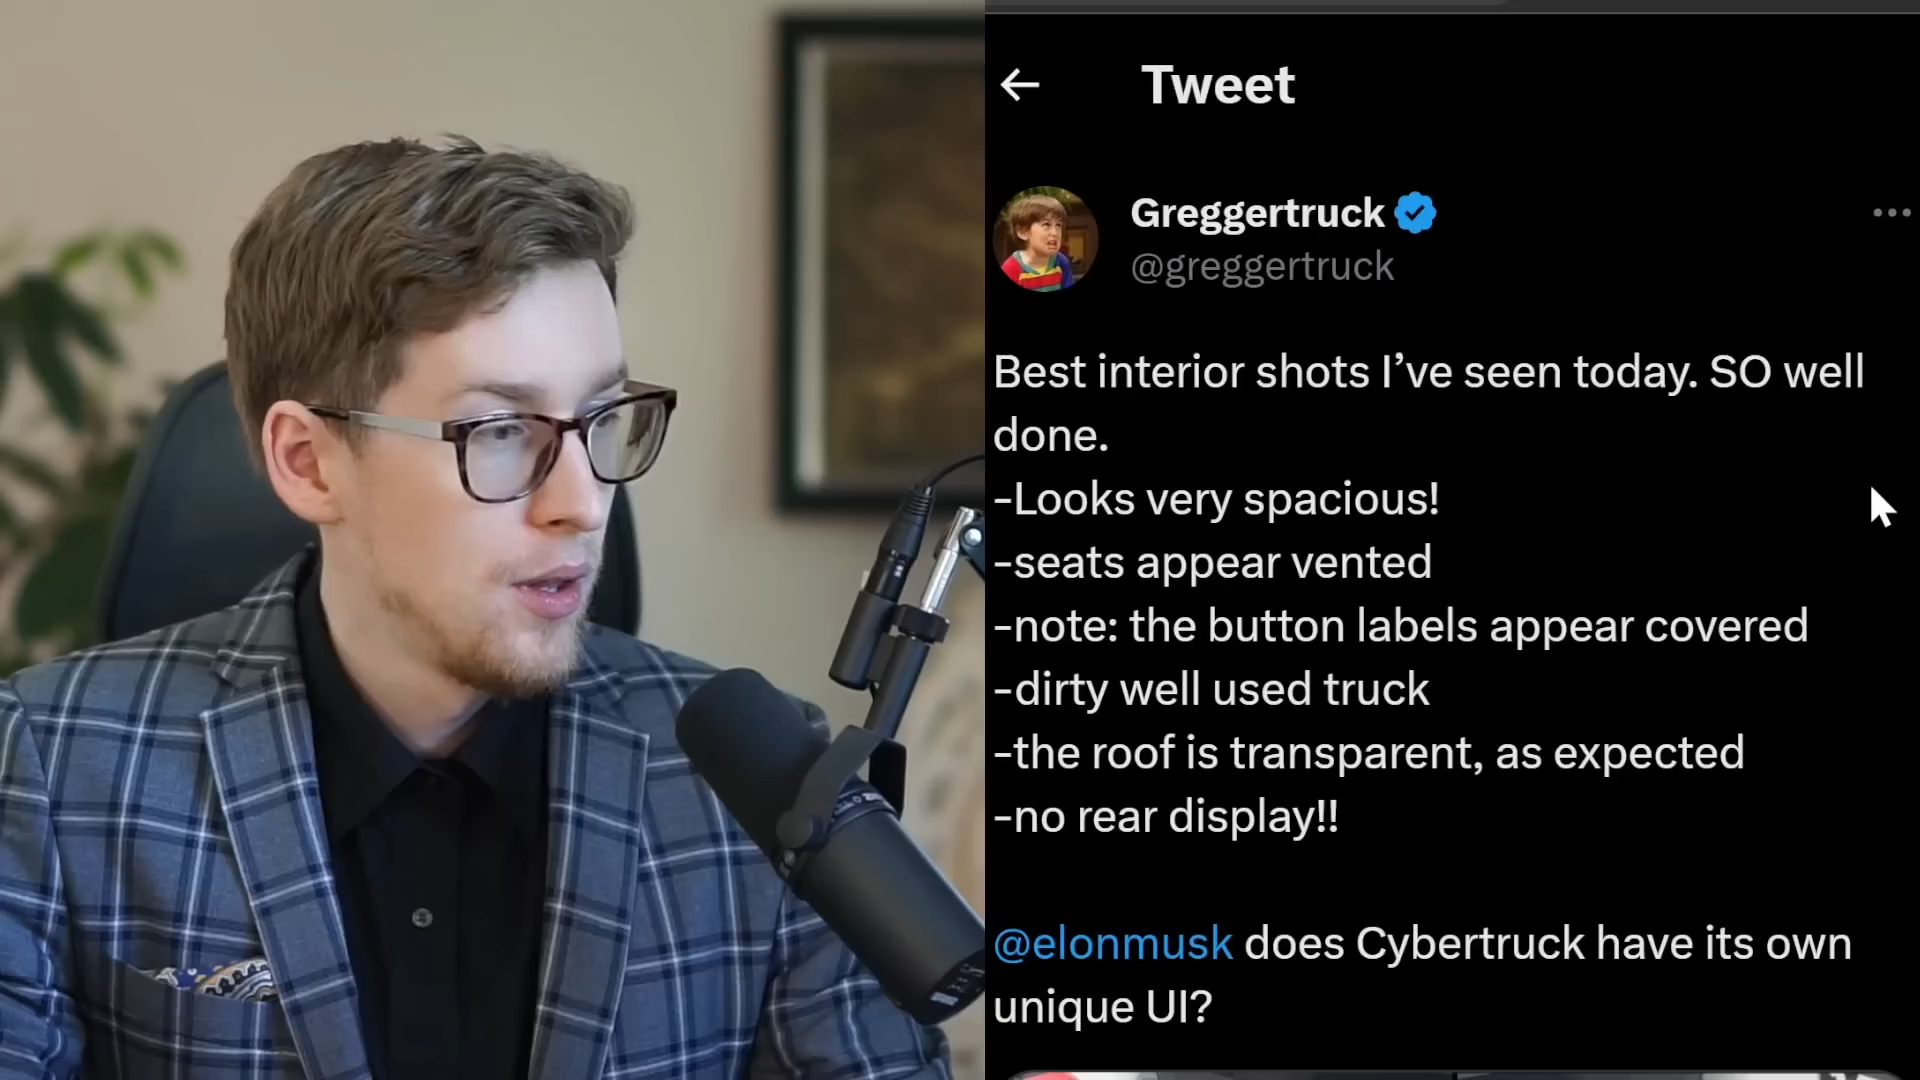 Tweet
Greggertruck
@greggertruck
Best interior shots I’ve seen today. SO well
done.
-Looks very spacious!
-seats appear vented
-note: the button labels appear covered
-dirty well used truck
-the roof is transparent, as expected
-no rear display!!
@elonmusk does Cybertruck have its own
unique UI?